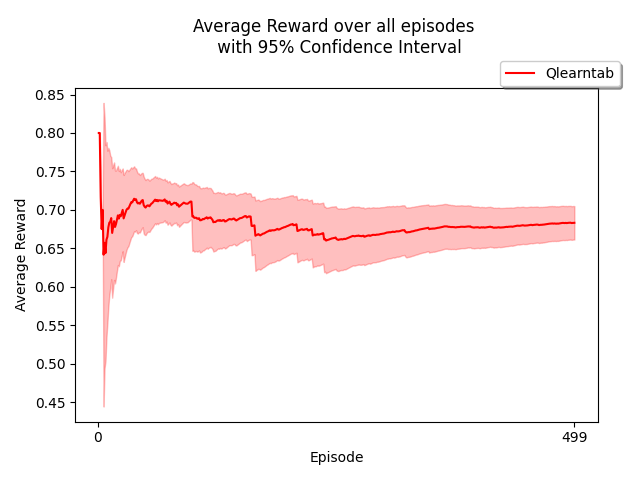 Average Reward over all episodes
with 95% Confidence Interval
Qlearntab
0.85
0.80
0.75
0.70
0.65
0.60
0.55
0.50
0.45
Average Reward
0
499
Episode